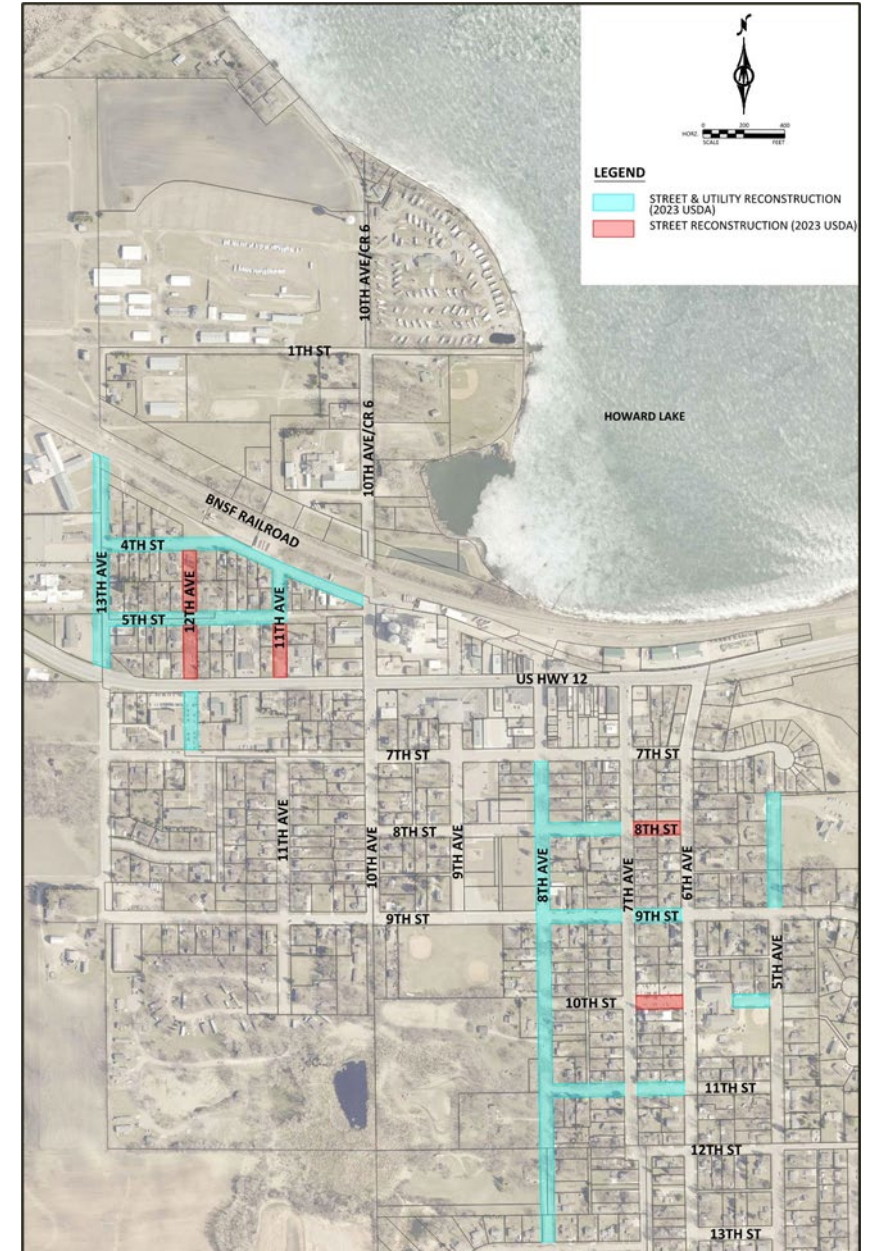 N
0 200 400
HORZ.
SCALE FEET
LEGEND
STREET & UTILITY RECONSTRUCTION
(2023 USDA)
STREET RECONSTRUCTION (2023 USDA)
10TH AVE/CR 6
1TH ST
HOWARD LAKE
10TH AVE/CR 6
BNSF RAILROAD
4TH ST
13TH AVE
12TH AVE
11TH AVE
5TH ST
US HWY 12
7TH ST
7TH ST
11TH AVE
10TH AVE
8TH ST
9TH AVE
8TH AVE
7TH AVE
8TH ST
6TH AVE
9TH ST
9TH ST
5TH AVE
10TH ST
11TH ST
12TH ST
13TH ST